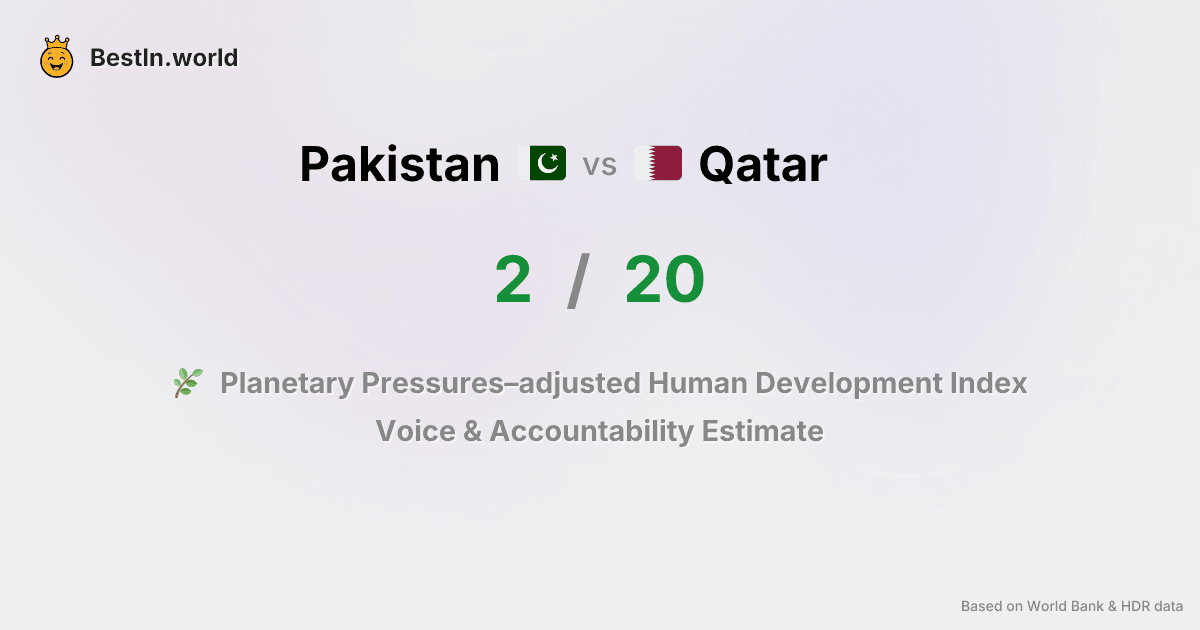 BestIn.world
Pakistan vs Qatar
2 / 20
Planetary Pressures–adjusted Human Development Index
Voice & Accountability Estimate
Based on World Bank & HDR data